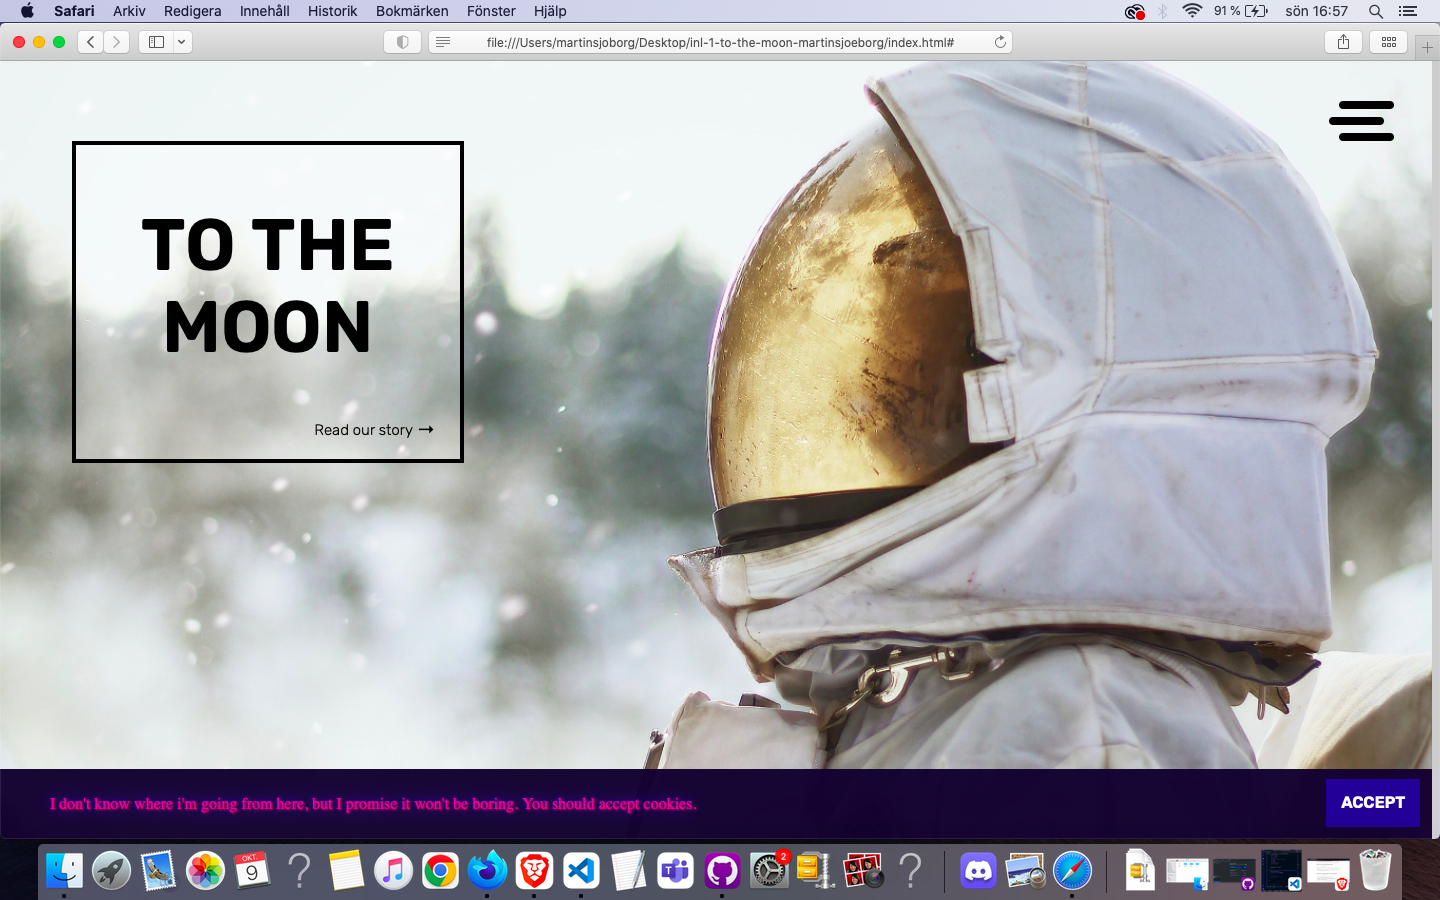 Safari Arkiv Redigera Innehåll Historik Bokmärken Fönster Hjälp 91 % sön 16:57
file:///Users/martinsjoborg/Desktop/inl-1-to-the-moon-martinsjoeborg/index.html#
TO THE
MOON
Read our story →
I don't know where i'm going from here, but I promise it won't be boring. You should accept cookies.
ACCEPT
OKT.
9
2